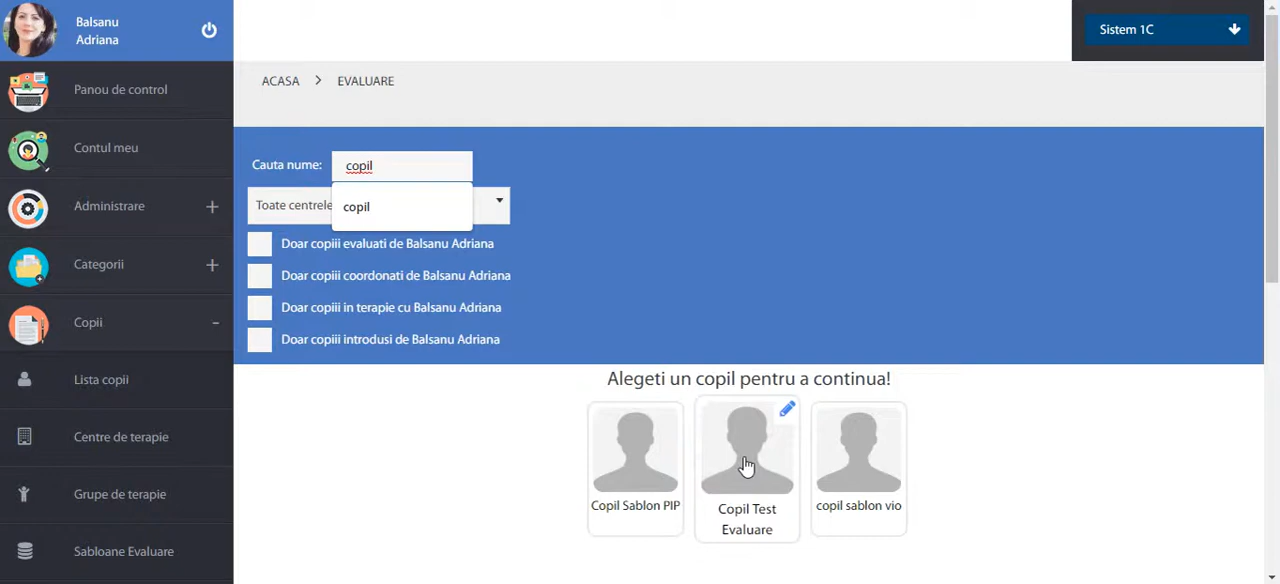 Balsanu
Adriana
Sistem 1C
Panou de control
Contul meu
Administrare
Categorii
Copii
Lista copii
Centre de terapie
Grupe de terapie
Sabloane Evaluare
ACASA > EVALUARE
Cauta nume: copil
Toate centrele
copil
Doar copiii evaluati de Balsanu Adriana
Doar copiii coordonati de Balsanu Adriana
Doar copiii in terapie cu Balsanu Adriana
Doar copiii introdusi de Balsanu Adriana
Alegeti un copil pentru a continua!
Copil Sablon PIP
Copil Test
Evaluare
copil sablon vio